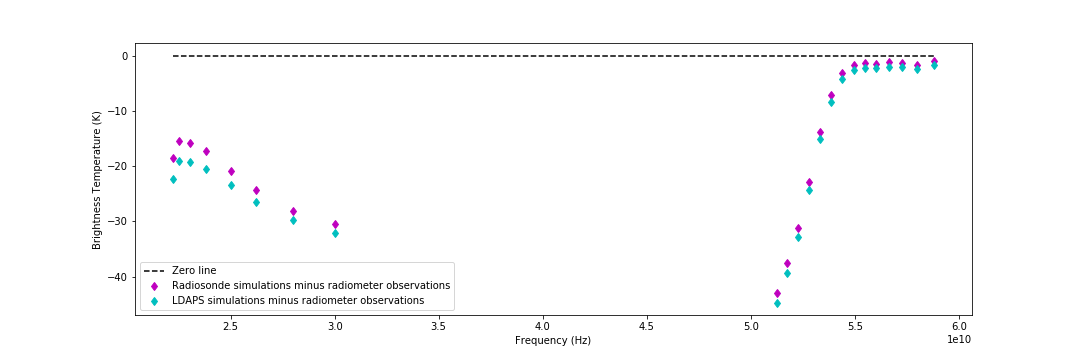 0
−10
−20
−30
−40
Brightness Temperature (K)
Zero line
Radiosonde simulations minus radiometer observations
LDAPS simulations minus radiometer observations
2.5 3.0 3.5 4.0 4.5 5.0 5.5 6.0
1e10
Frequency (Hz)